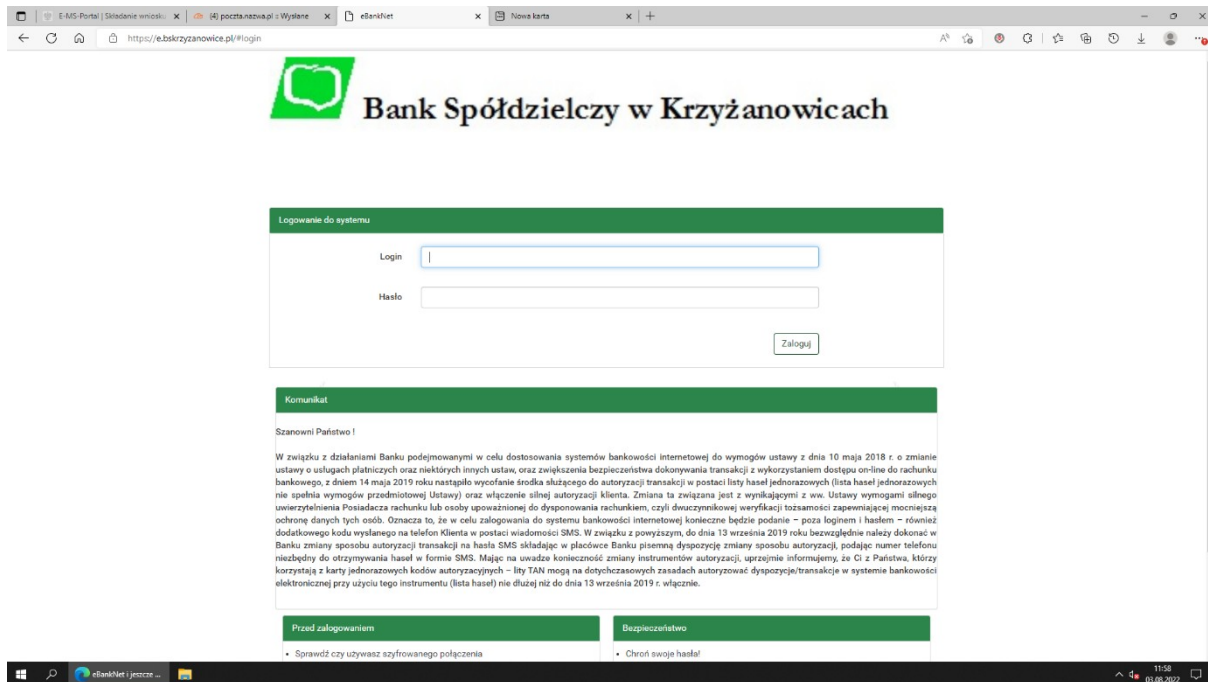 E-MS-Portal | Składanie wniosku
(4) poczta.nazwa.pl :: Wysłane
eBankNet
Nowa karta
https://e.bskrzyzanowice.pl/#login
Bank Spółdzielczy w Krzyżanowicach
Logowanie do systemu
Login
Hasło
Zaloguj
Komunikat
Szanowni Państwo !
W związku z działaniami Banku podejmowanymi w celu dostosowania systemów bankowości internetowej do wymogów ustawy z dnia 10 maja 2018 r. o zmianie
ustawy o usługach płatniczych oraz niektórych innych ustaw, oraz zwiększenia bezpieczeństwa dokonywania transakcji z wykorzystaniem dostępu on-line do rachunku
bankowego, z dniem 14 maja 2019 roku nastąpiło wycofanie środka służącego do autoryzacji transakcji w postaci listy haseł jednorazowych (lista haseł jednorazowych
nie spełnia wymogów przedmiotowej Ustawy) oraz włączenie silnej autoryzacji klienta. Zmiana ta związana jest z wynikającymi z ww. Ustawy wymogami silnego
uwierzytelnienia Posiadacza rachunku lub osoby upoważnionej do dysponowania rachunkiem, czyli dwuczynnikowej weryfikacji tożsamości zapewniającej mocniejszą
ochronę danych tych osób. Oznacza to, że w celu zalogowania do systemu bankowości internetowej konieczne będzie podanie – poza loginem i hasłem – również
dodatkowego kodu wysłanego na telefon Klienta w postaci wiadomości SMS. W związku z powyższym, do dnia 13 września 2019 roku bezwzględnie należy dokonać w
Banku zmiany sposobu autoryzacji transakcji na hasła SMS składając w placówce Banku pisemną dyspozycję zmiany sposobu autoryzacji, podając numer telefonu
niezbędny do otrzymywania haseł w formie SMS. Mając na uwadze konieczność zmiany instrumentów autoryzacji, uprzejmie informujemy, że Ci z Państwa, którzy
korzystają z karty jednorazowych kodów autoryzacyjnych – lity TAN mogą na dotychczasowych zasadach autoryzować dyspozycje/transakcje w systemie bankowości
elektronicznej przy użyciu tego instrumentu (lista haseł) nie dłużej niż do dnia 13 września 2019 r. włącznie.
Przed zalogowaniem
Bezpieczeństwo
• Sprawdź czy używasz szyfrowanego połączenia
• Chroń swoje hasła!
eBankNet i jeszcze ...
11:58
03.08.2022